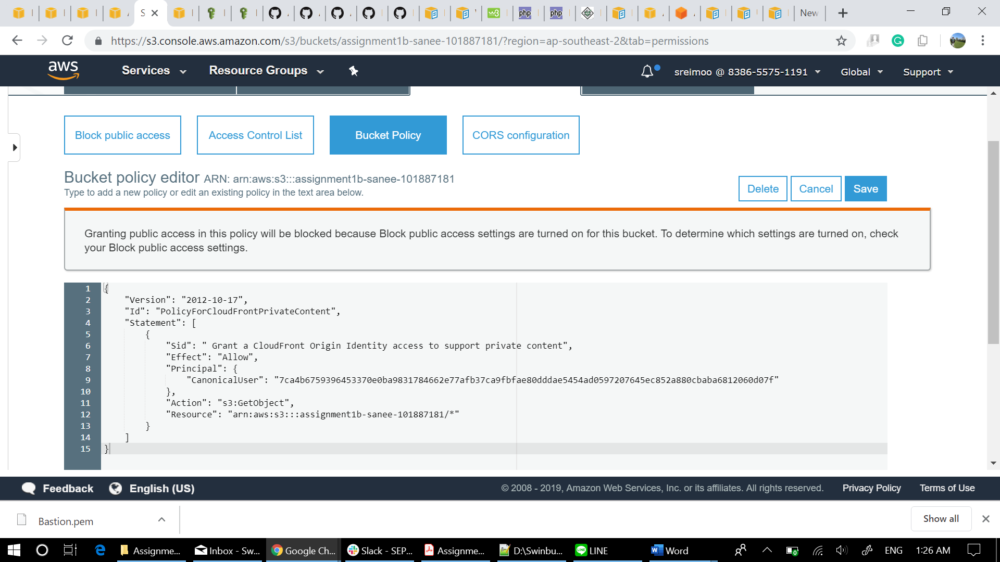 S
New
https://s3.console.aws.amazon.com/s3/buckets/assignment1b-sanee-101887181/?region=ap-southeast-2&tab=permissions
aws
Services
Resource Groups
sreimoo @ 8386-5575-1191
Global
Support
Block public access
Access Control List
Bucket Policy
CORS configuration
Bucket policy editor ARN: arn:aws:s3:::assignment1b-sanee-101887181
Type to add a new policy or edit an existing policy in the text area below.
Delete
Cancel
Save
Granting public access in this policy will be blocked because Block public access settings are turned on for this bucket. To determine which settings are turned on, check
your Block public access settings.
1 {
2 "Version": "2012-10-17",
3 "Id": "PolicyForCloudFrontPrivateContent",
4 "Statement": [
5 {
6 "Sid": " Grant a CloudFront Origin Identity access to support private content",
7 "Effect": "Allow",
8 "Principal": {
9 "CanonicalUser": "7ca4b6759396453370e0ba9831784662e77afb37ca9fbfae80dddae5454ad0597207645ec852a880cbaba6812060d07f"
10 },
11 "Action": "s3:GetObject",
12 "Resource": "arn:aws:s3:::assignment1b-sanee-101887181/*"
13 }
14 ]
15 }
Feedback
English (US)
© 2008 - 2019, Amazon Web Services, Inc. or its affiliates. All rights reserved.
Privacy Policy
Terms of Use
Bastion.pem
Show all
Assignme...
Inbox - Sw...
Google Ch...
Slack - SEP...
Assignme...
D:\Swinbu...
LINE
Word
ENG
1:26 AM